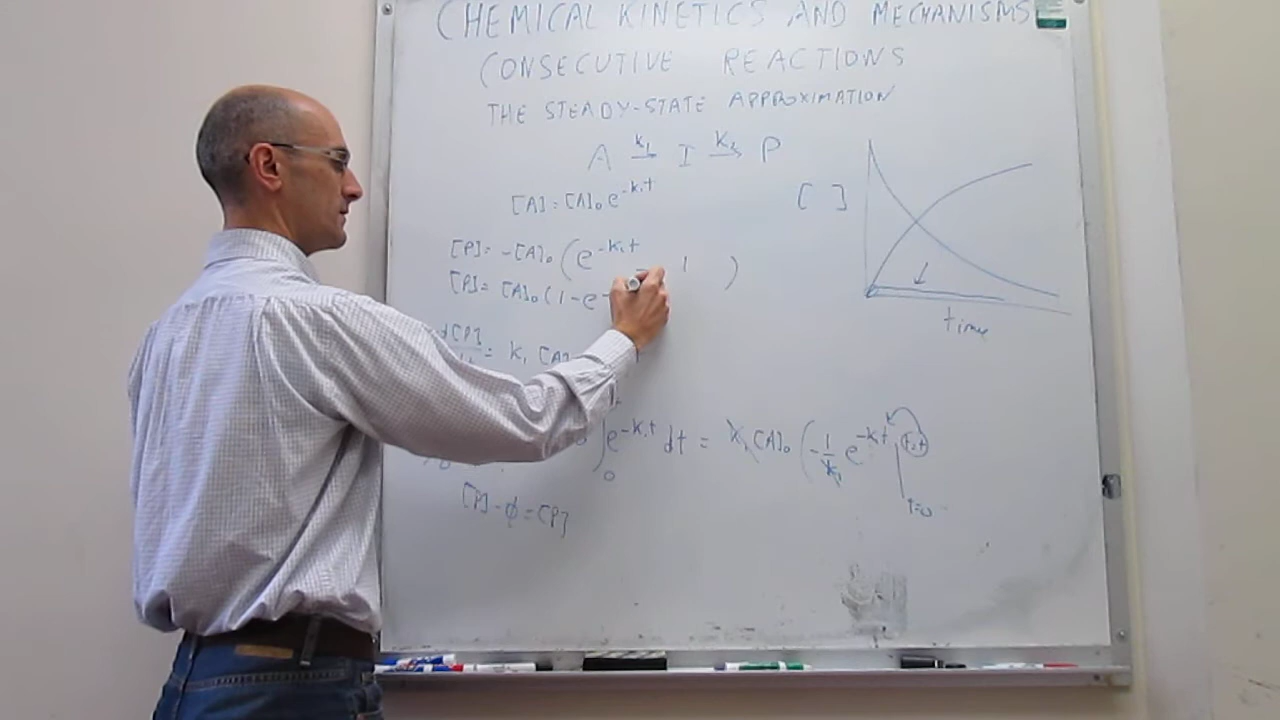 CHEMICAL KINETICS AND MECHANISMS
CONSECUTIVE REACTIONS
THE STEADY-STATE APPROXIMATION
A k₁→ I k₂→ P
[A] = [A]₀ e^-k₁t
[ ]
[P] = -[A]₀ (e^-k₁t - 1 )
[P] = [A]₀ (1 - e^-
time
d[P] = k₁ [A]
∫₀ e^-k₁t dt = k₁ [A]₀ (-1/k₁ e^-k₁t | t=t
t=0
[P] - ϕ = [P]